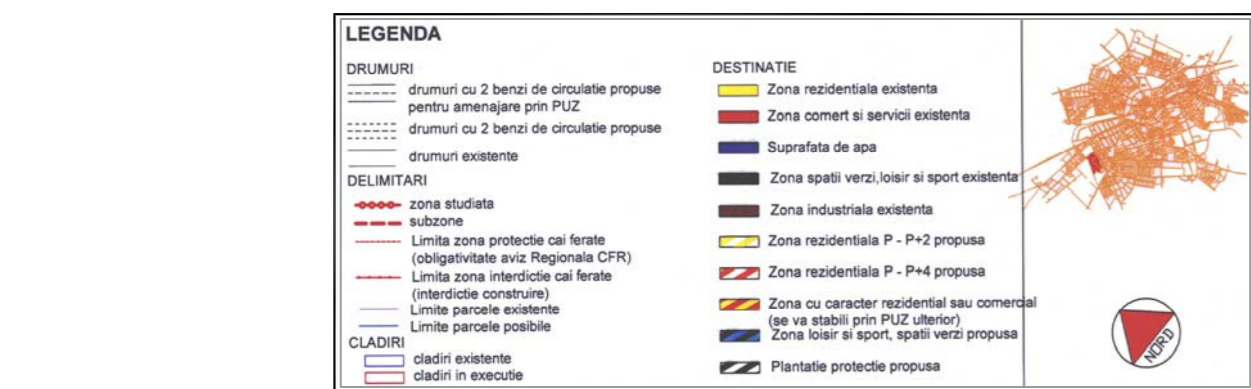 LEGENDA
DRUMURI
drumuri cu 2 benzi de circulatie propuse
pentru amenajare prin PUZ
drumuri cu 2 benzi de circulatie propuse
drumuri existente
DELIMITARI
zona studiata
subzone
Limita zona protectie cai ferate
(obligativitate aviz Regionala CFR)
Limita zona interdictie cai ferate
(interdictie construire)
Limite parcele existente
Limite parcele posibile
CLADIRI
cladiri existente
cladiri in executie
DESTINATIE
Zona rezidentiala existenta
Zona comert si servicii existenta
Suprafata de apa
Zona spatii verzi,loisir si sport existenta
Zona industriala existenta
Zona rezidentiala P - P+2 propusa
Zona rezidentiala P - P+4 propusa
Zona cu caracter rezidential sau comercial
(se va stabili prin PUZ ulterior)
Zona loisir si sport, spatii verzi propusa
Plantatie protectie propusa
NORD